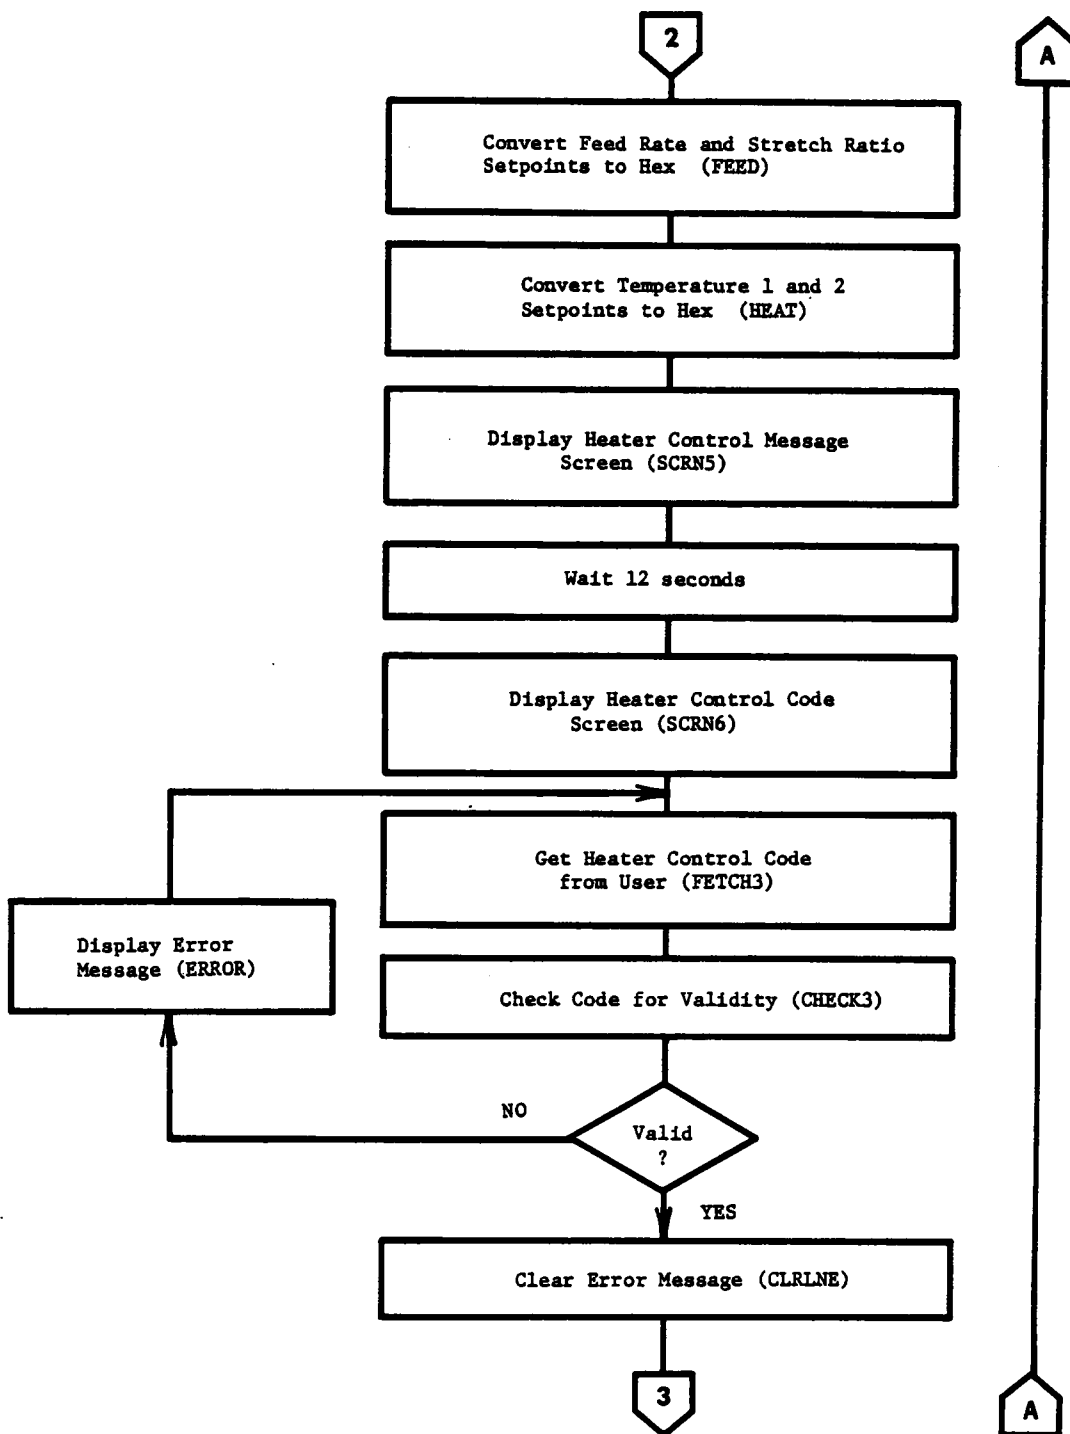 2
A
Convert Feed Rate and Stretch Ratio
Setpoints to Hex (FEED)
Convert Temperature 1 and 2
Setpoints to Hex (HEAT)
Display Heater Control Message
Screen (SCRN5)
Wait 12 seconds
Display Heater Control Code
Screen (SCRN6)
Get Heater Control Code
from User (FETCH3)
Display Error
Message (ERROR)
Check Code for Validity (CHECK3)
NO
Valid
?
YES
Clear Error Message (CLRLNE)
3
A